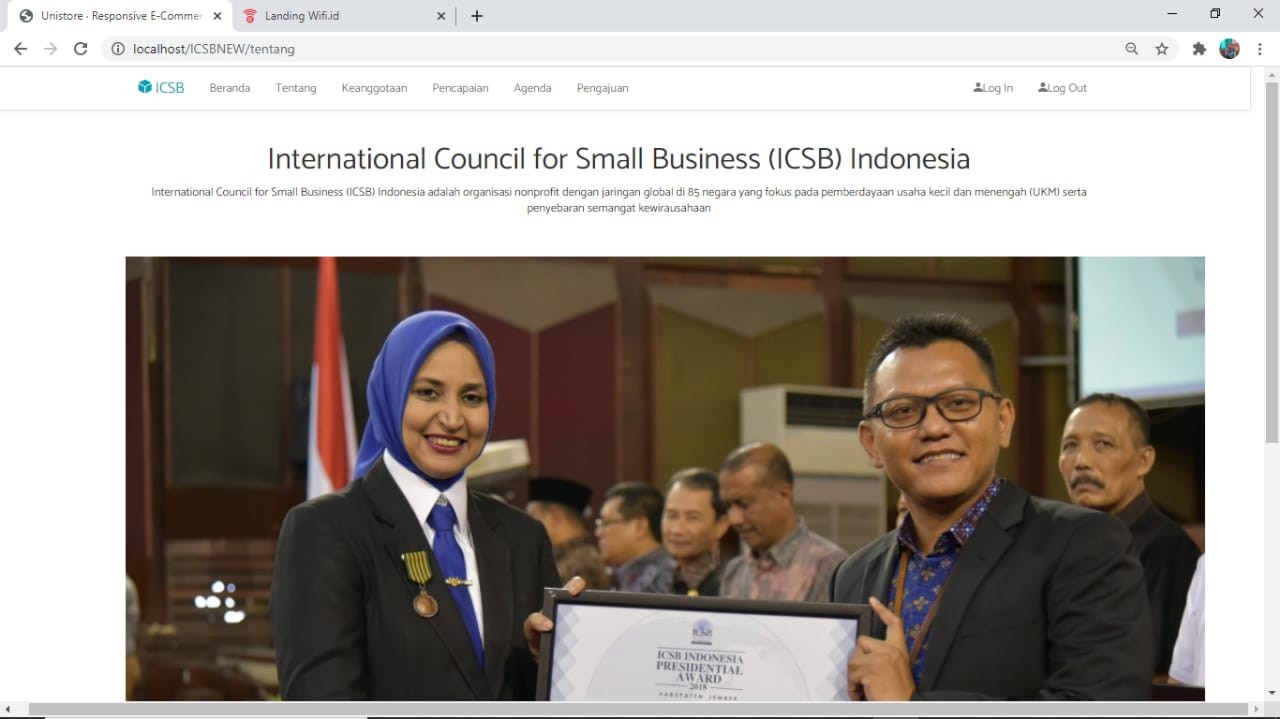 Unistore - Responsive E-Commer
Landing Wifi.id
localhost/ICSBNEW/tentang
ICSB
Beranda
Tentang
Keanggotaan
Pencapaian
Agenda
Pengajuan
Log In
Log Out
International Council for Small Business (ICSB) Indonesia
International Council for Small Business (ICSB) Indonesia adalah organisasi nonprofit dengan jaringan global di 85 negara yang fokus pada pemberdayaan usaha kecil dan menengah (UKM) serta
penyebaran semangat kewirausahaan
ICSB
ICSB INDONESIA
PRESIDENTIAL
AWARD
2018
KABUPATEN JEMBER